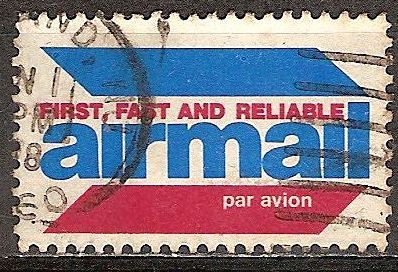 FIRST, FAST AND RELIABLE
airmail
par avion